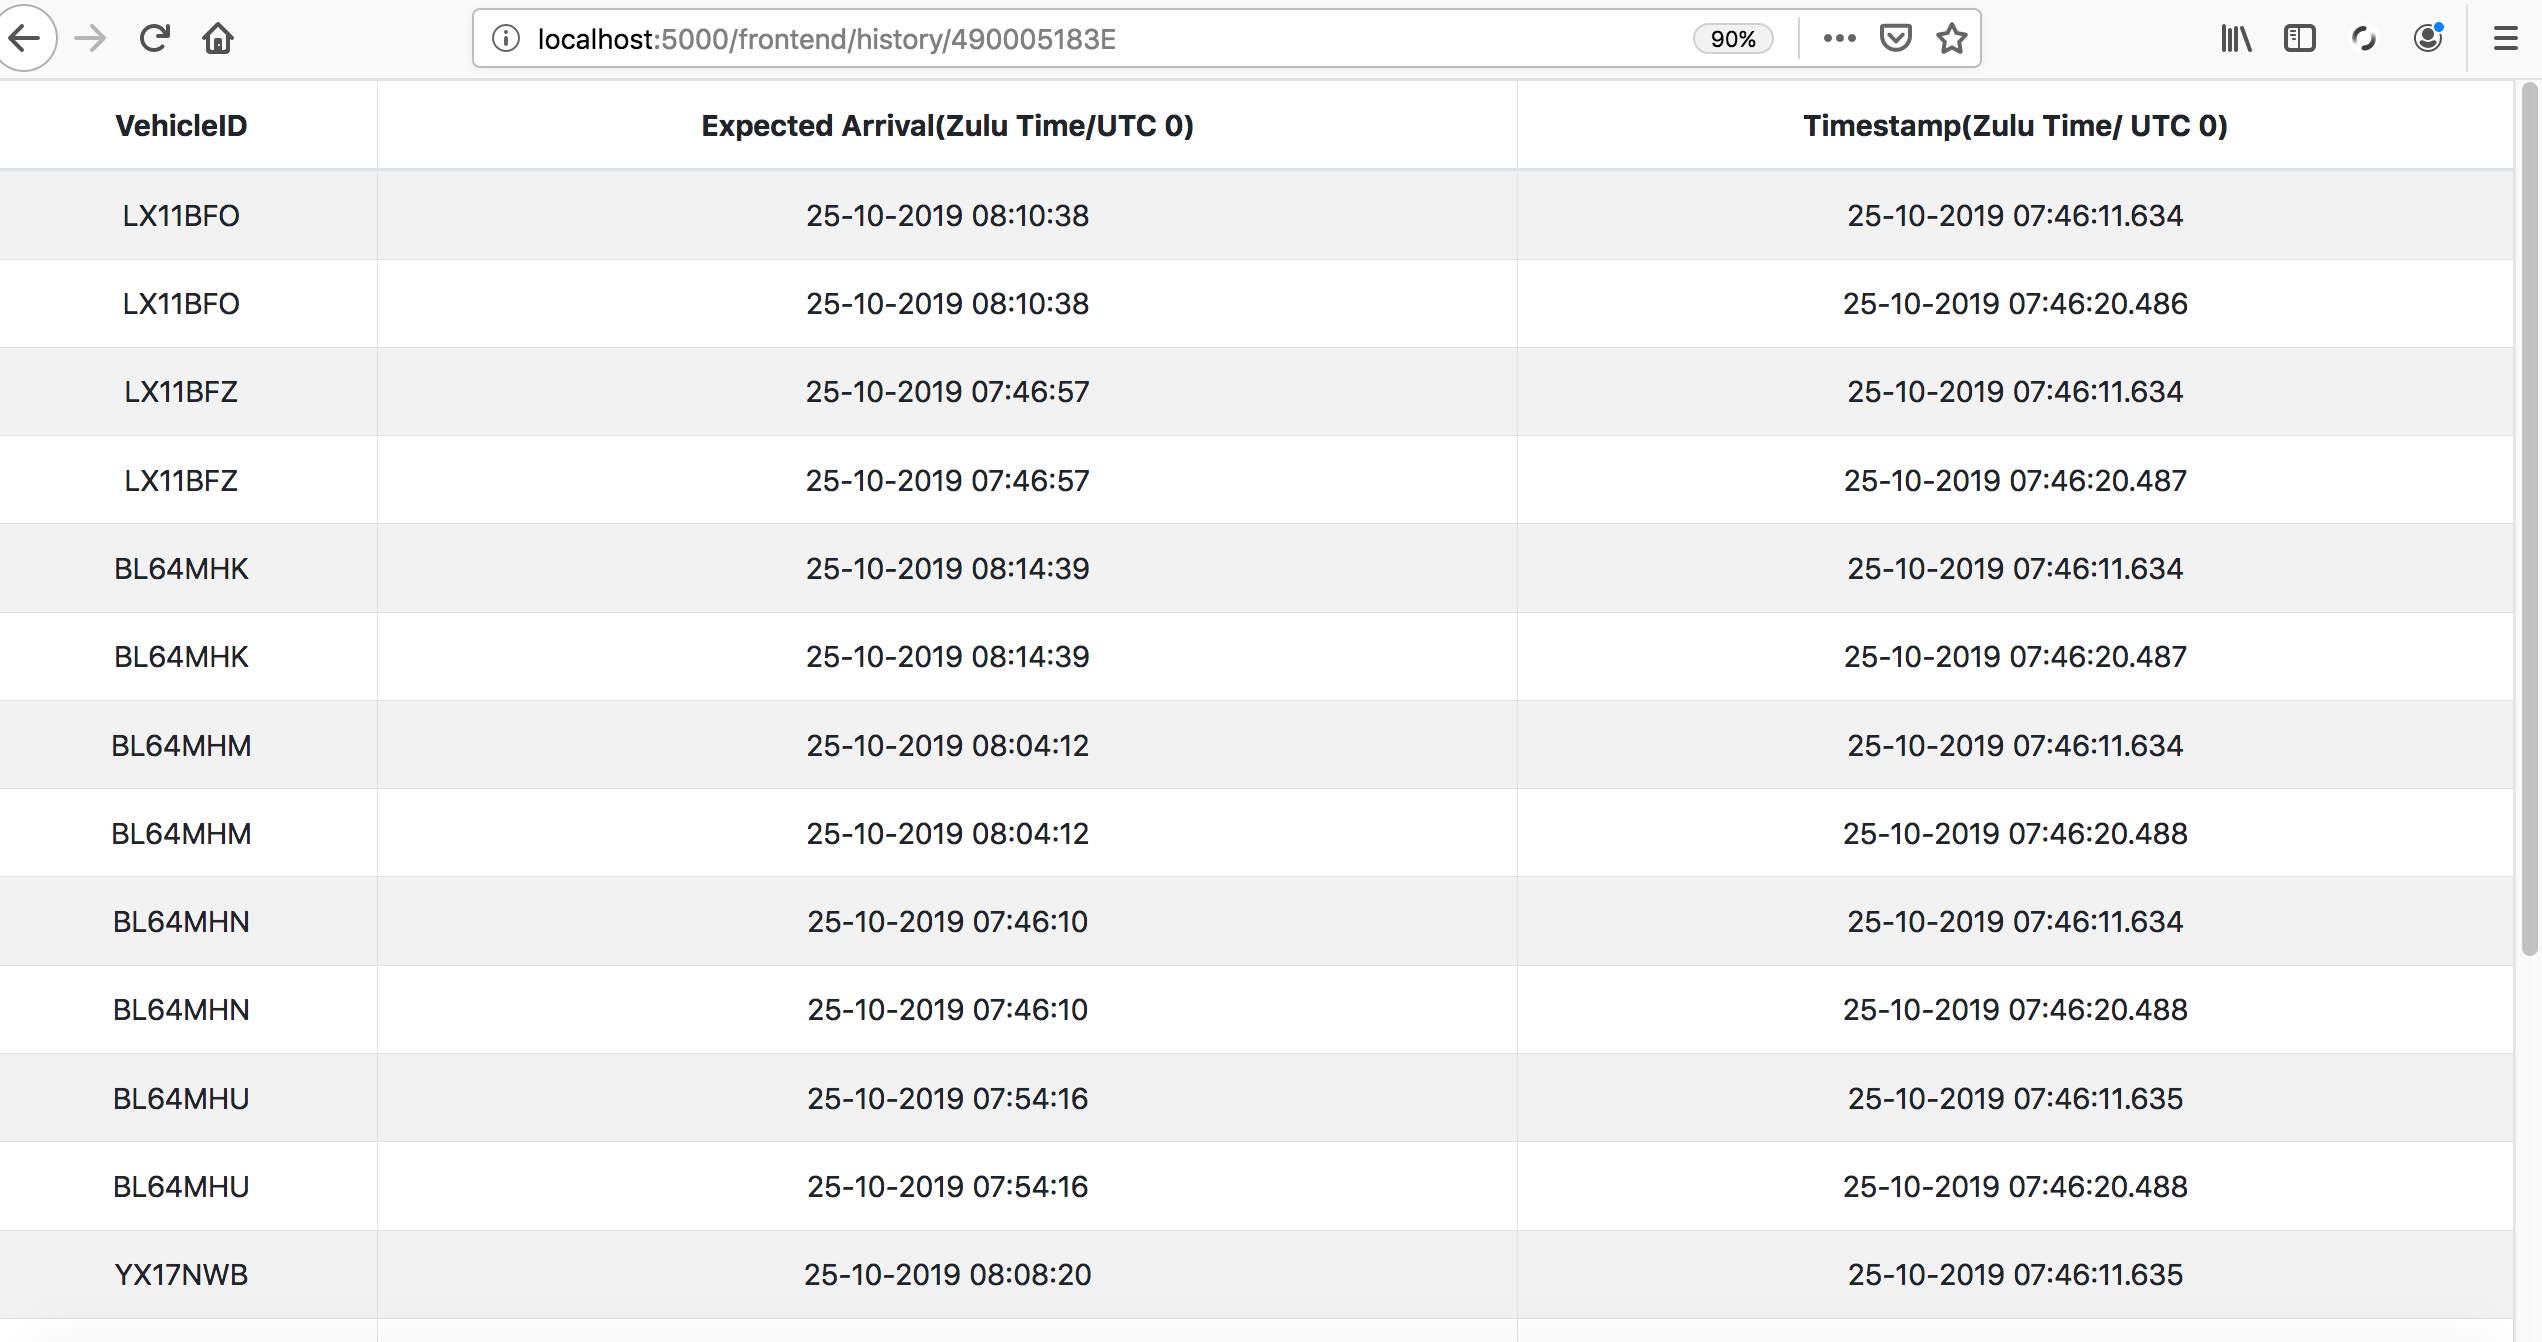 localhost:5000/frontend/history/490005183E 90%
VehicleID Expected Arrival(Zulu Time/UTC 0) Timestamp(Zulu Time/ UTC 0)
LX11BFO 25-10-2019 08:10:38 25-10-2019 07:46:11.634
LX11BFO 25-10-2019 08:10:38 25-10-2019 07:46:20.486
LX11BFZ 25-10-2019 07:46:57 25-10-2019 07:46:11.634
LX11BFZ 25-10-2019 07:46:57 25-10-2019 07:46:20.487
BL64MHK 25-10-2019 08:14:39 25-10-2019 07:46:11.634
BL64MHK 25-10-2019 08:14:39 25-10-2019 07:46:20.487
BL64MHM 25-10-2019 08:04:12 25-10-2019 07:46:11.634
BL64MHM 25-10-2019 08:04:12 25-10-2019 07:46:20.488
BL64MHN 25-10-2019 07:46:10 25-10-2019 07:46:11.634
BL64MHN 25-10-2019 07:46:10 25-10-2019 07:46:20.488
BL64MHU 25-10-2019 07:54:16 25-10-2019 07:46:11.635
BL64MHU 25-10-2019 07:54:16 25-10-2019 07:46:20.488
YX17NWB 25-10-2019 08:08:20 25-10-2019 07:46:11.635